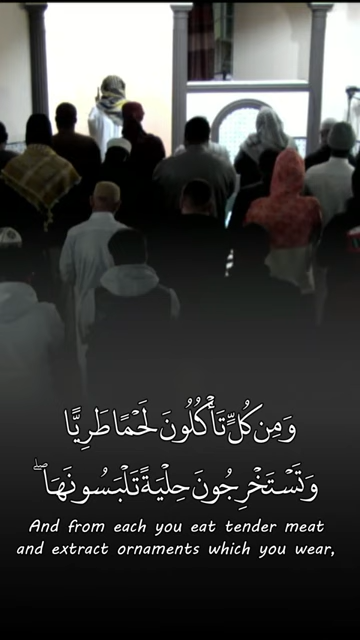 وَمِن كُلٍّ تَأْكُلُونَ لَحْمًا طَرِيًّا
وَتَسْتَخْرِجُونَ حِلْيَةً تَلْبَسُونَهَا ۖ
And from each you eat tender meat
and extract ornaments which you wear,